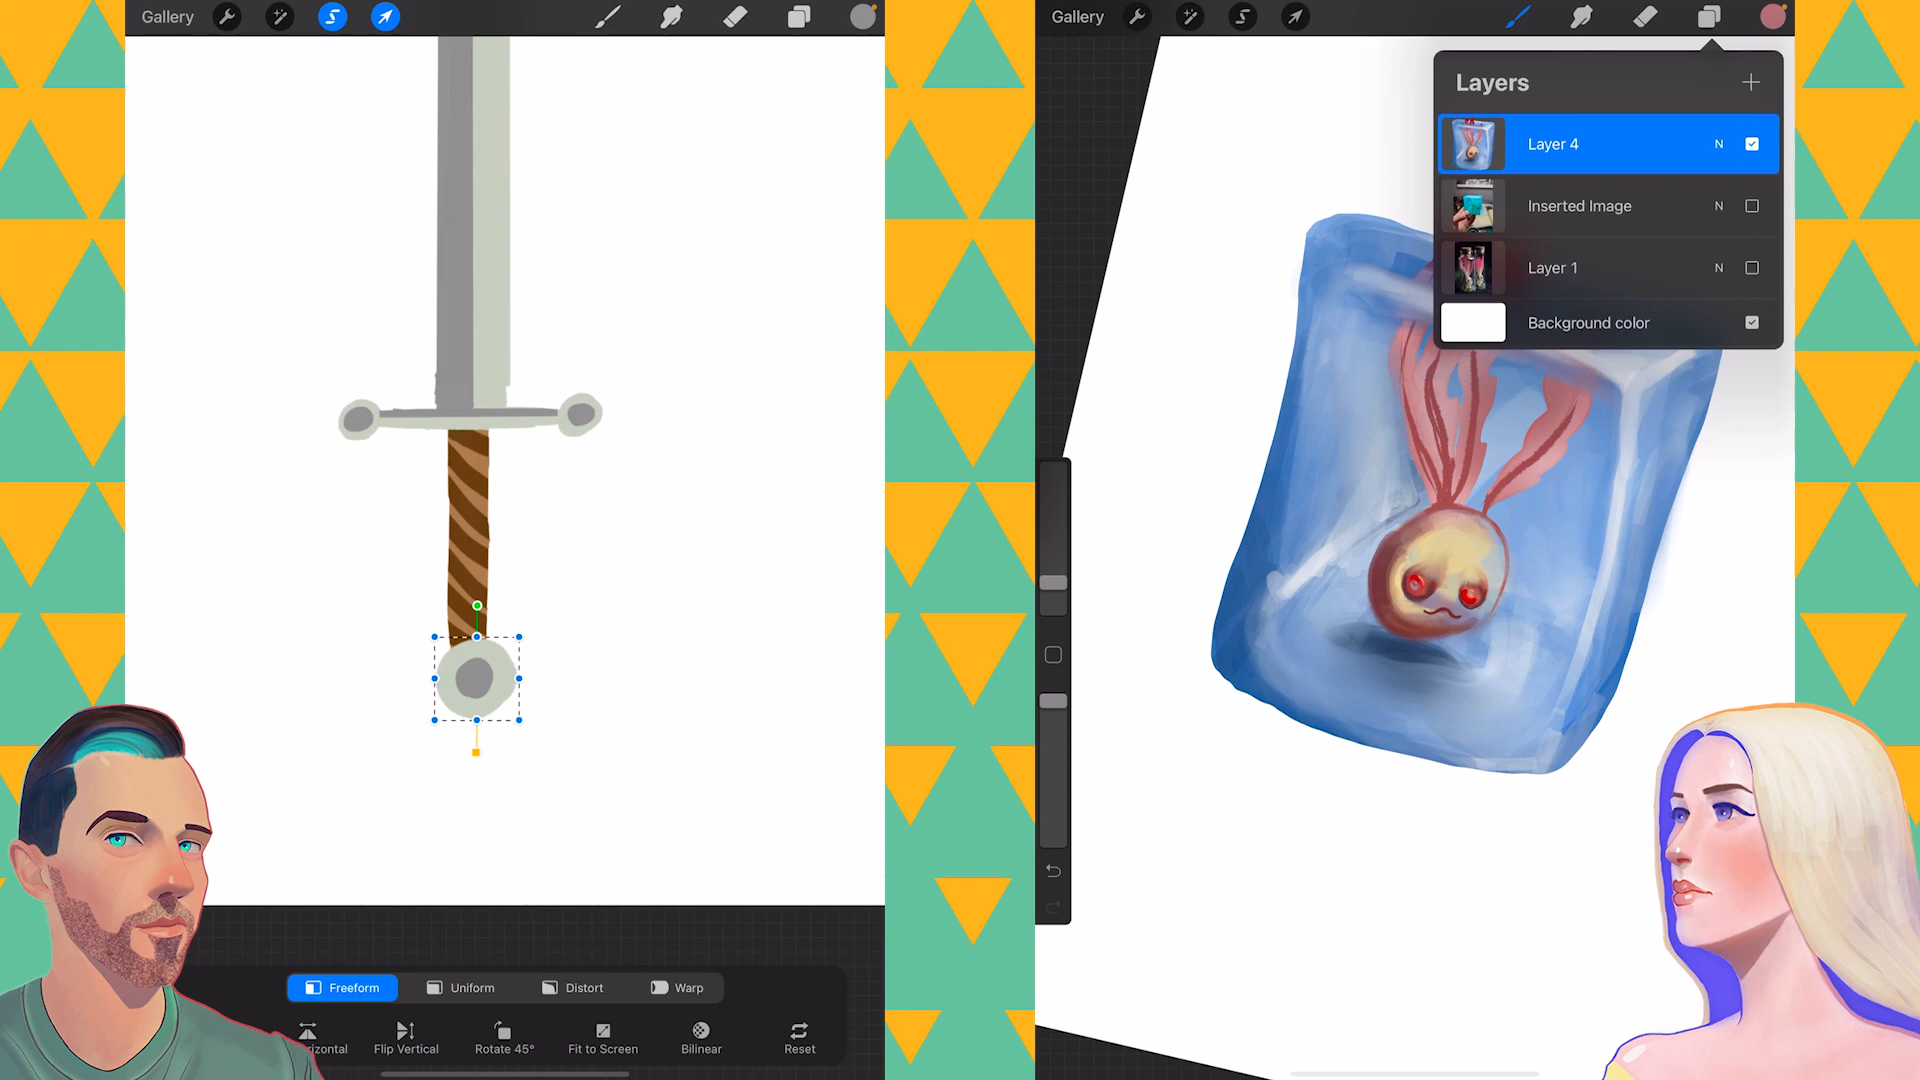 Gallery
Freeform
Uniform
Distort
Warp
rizontal
Flip Vertical
Rotate 45°
Fit to Screen
Bilinear
Reset
Gallery
Layers
Layer 4
N
Inserted Image
N
Layer 1
N
Background color